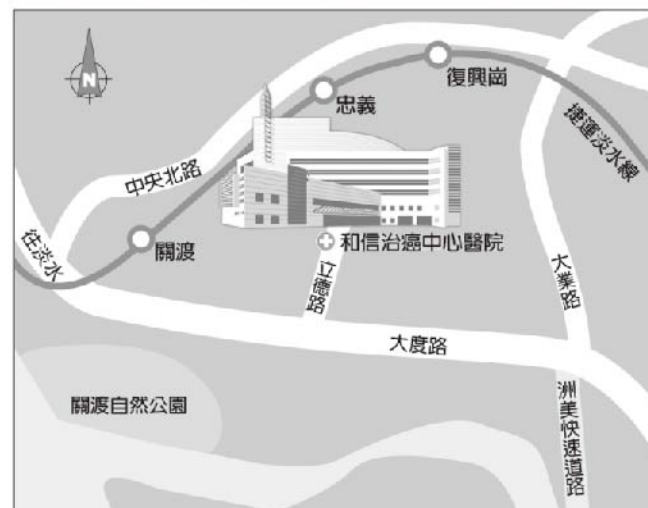 N
復興崗
忠義
捷運淡水線
中央北路
往淡水
關渡
和信治癌中心醫院
立德路
大業路
大度路
關渡自然公園
洲美快速道路